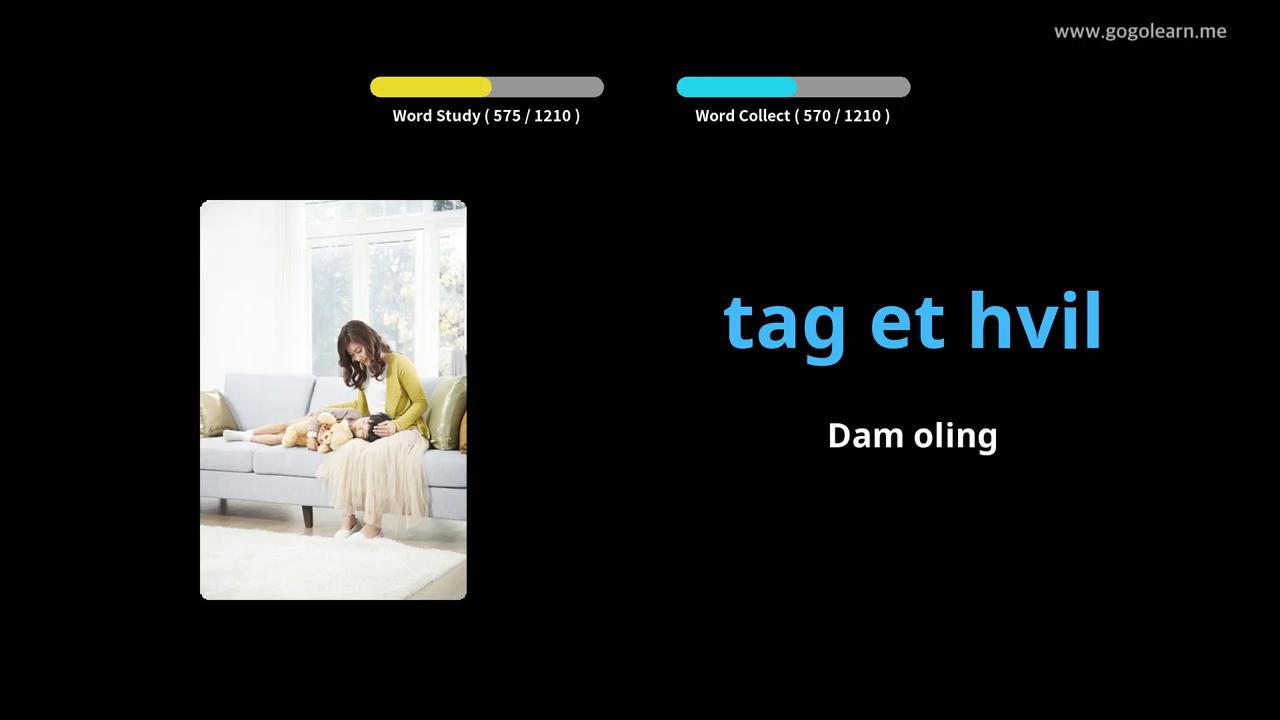 www.gogolearn.me
Word Study ( 575 / 1210 )
Word Collect ( 570 / 1210 )
tag et hvil
Dam oling